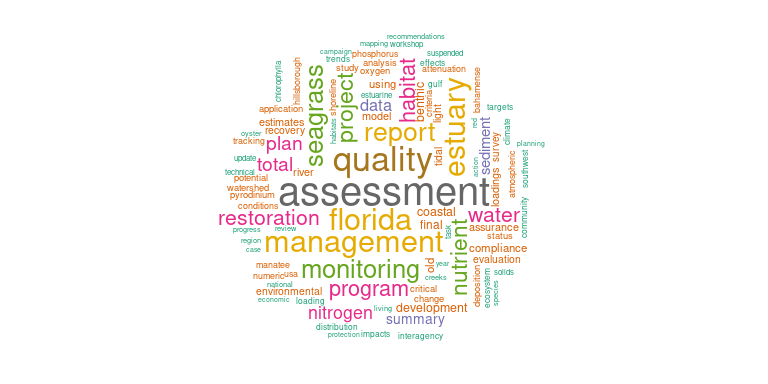 recommendations
mapping workshop
campaign phosphorus suspended
trends analysis effects
study oxygen attenuation
chlorophylla hillsborough seagrass shoreline project using habitat benthic gulf estuary bahamense
estuarine criteria light
application data targets
estimates model red climate
recovery habitats report sediment survey
oyster
tracking plan planning
update quality tidal
technical total river action atmospheric southwest
potential
watershed assessment loadings
pyrodinium
conditions florida coastal community
restoration water
progress review final task assurance
region management status
case monitoring nutrient compliance
manatee old year evaluation
numeric usa creeks solids
national program critical deposition ecosystem species
environmental
economic loading change
nitrogen living development
distribution summary
protection impacts interagency